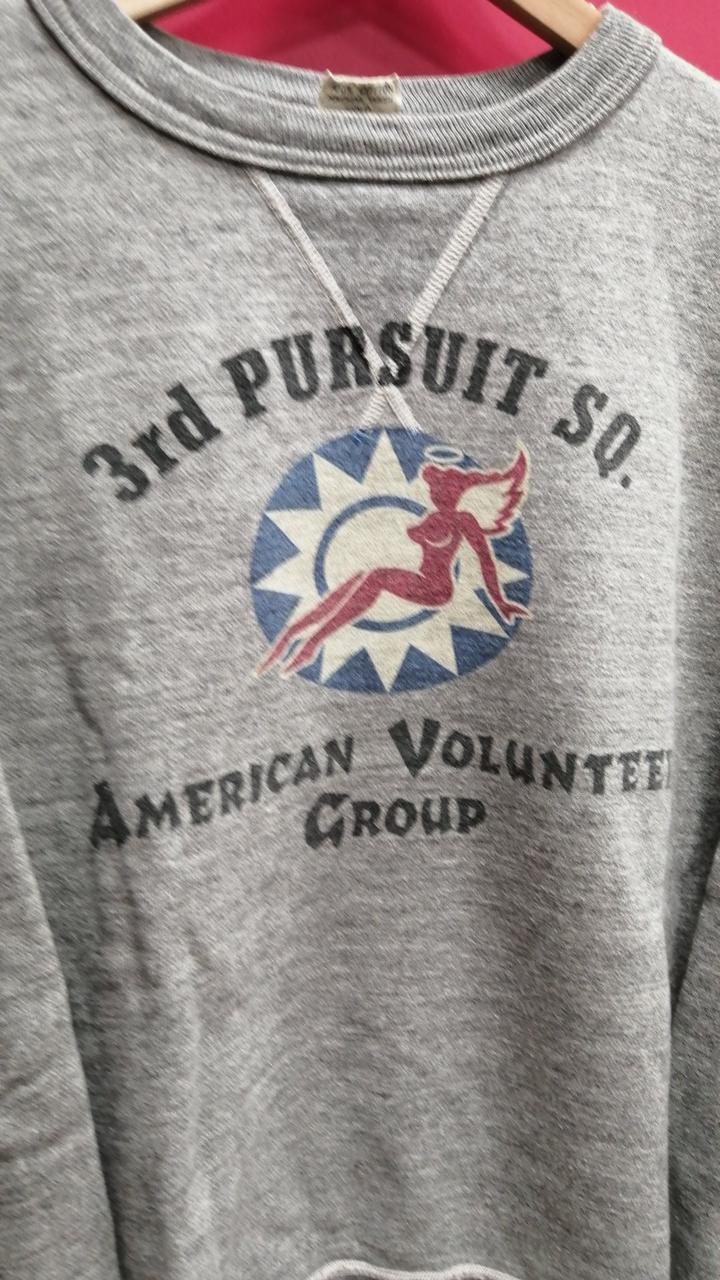 3rd PURSUIT SQ.
AMERICAN VOLUNTEER
GROUP